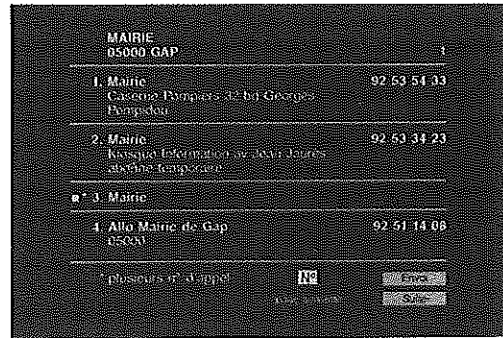 MAIRIE
05000 GAP 1
1. Mairie 92 53 54 33
Caserne Pompiers 32 bd Georges
Pompidou
2. Mairie 92 53 34 23
Kiosque Information av Jean Jaurès
abonné temporaire
3. Mairie
4. Allo Mairie de Gap 92 51 14 08
05000
* plusieurs n° d'appel N° Envoi
Suite